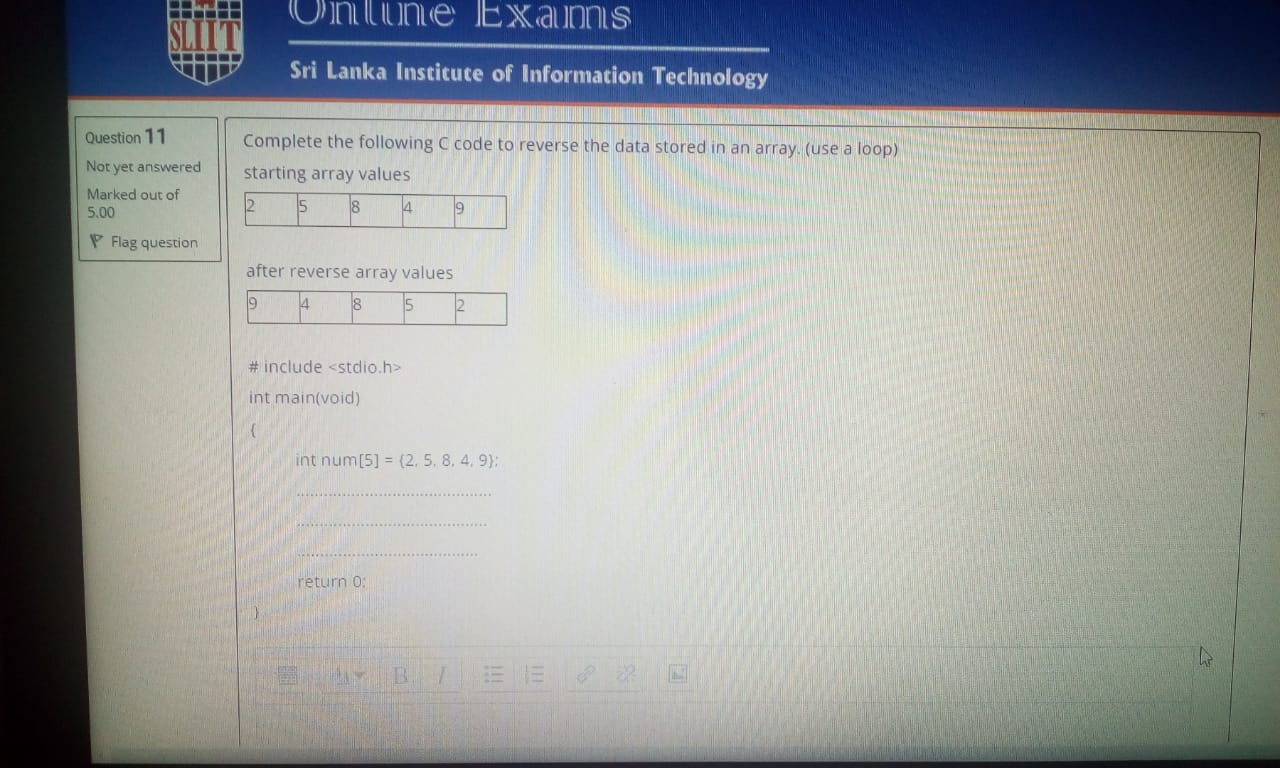 Online Exams
SLIIT
Sri Lanka Institute of Information Technology
Question 11
Not yet answered
Marked out of
5.00
Flag question
Complete the following C code to reverse the data stored in an array. (use a loop)
starting array values
2 5 8 4 9
after reverse array values
9 4 8 5 2
# include <stdio.h>
int main(void)
{
int num[5] = {2, 5, 8, 4, 9};
.............................................
.............................................
.............................................
return 0;
}
A B I